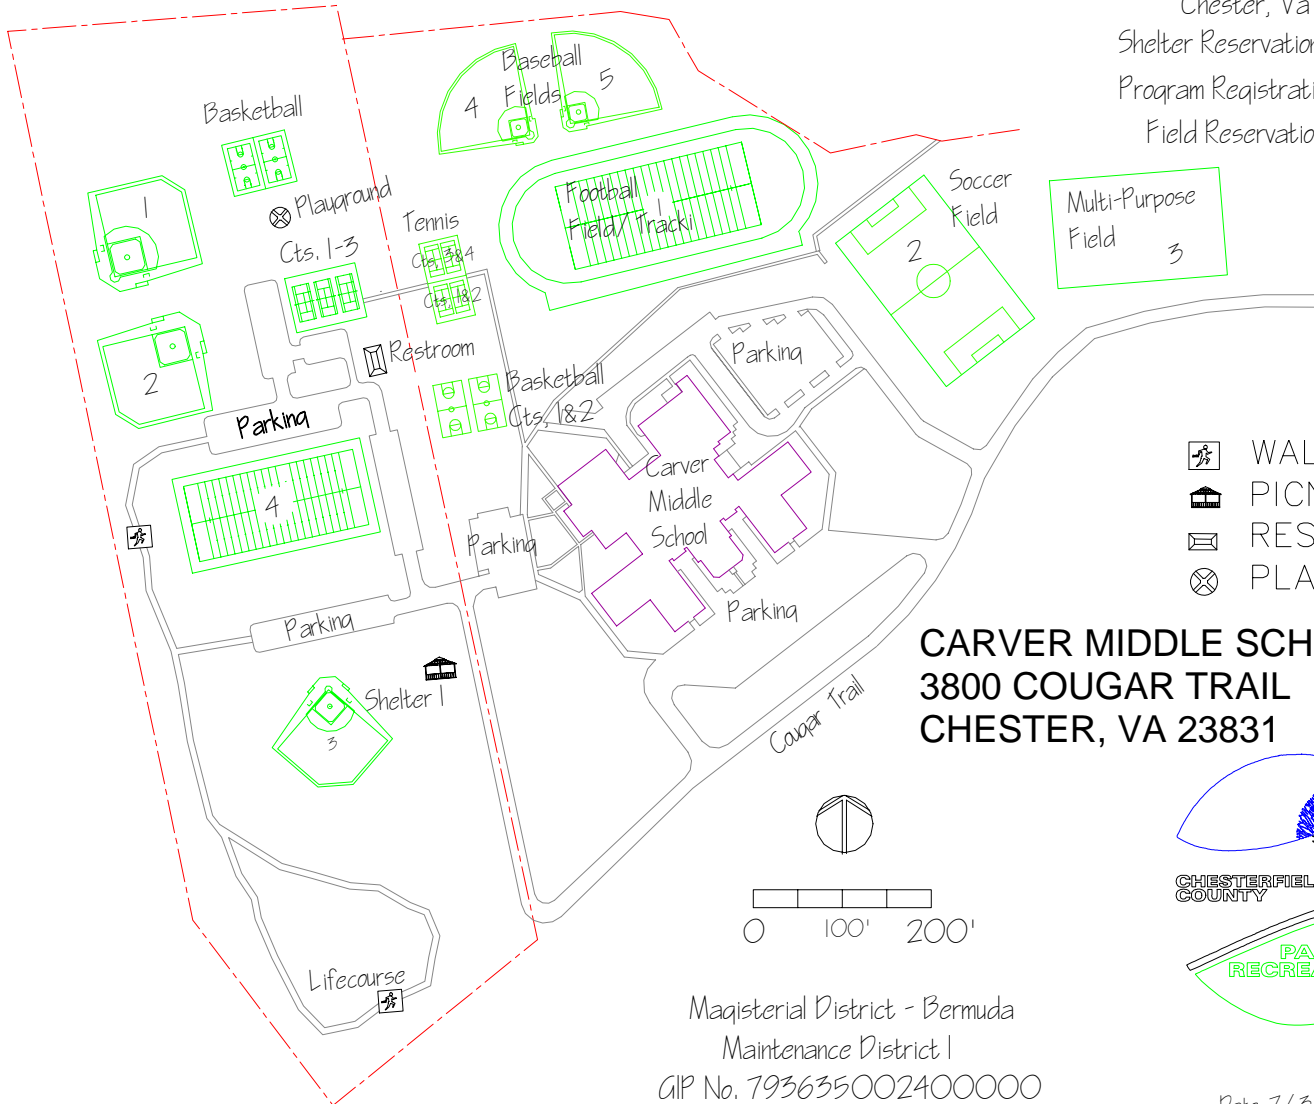 Chester, Va
Shelter Reservation
Program Registrati
Field Reservatio
Baseball
Fields
4
5
Basketball
1
Playground
Cts. 1-3
Tennis
Cts. 3&4
Cts. 1&2
Football
Field/Track
1
Soccer
Field
2
Multi-Purpose
Field
3
2
Restroom
Parking
Basketball
Cts. 1&2
Parking
4
Carver
Middle
School
Parking
Parking
Parking
Shelter 1
3
Cougar Trail
Lifecourse
WAL
PICN
RES
PLA
CARVER MIDDLE SCH
3800 COUGAR TRAIL
CHESTER, VA 23831
0 100' 200'
CHESTERFIEL
COUNTY
PA
RECREA
Magisterial District - Bermuda
Maintenance District 1
GIP No. 793635002400000